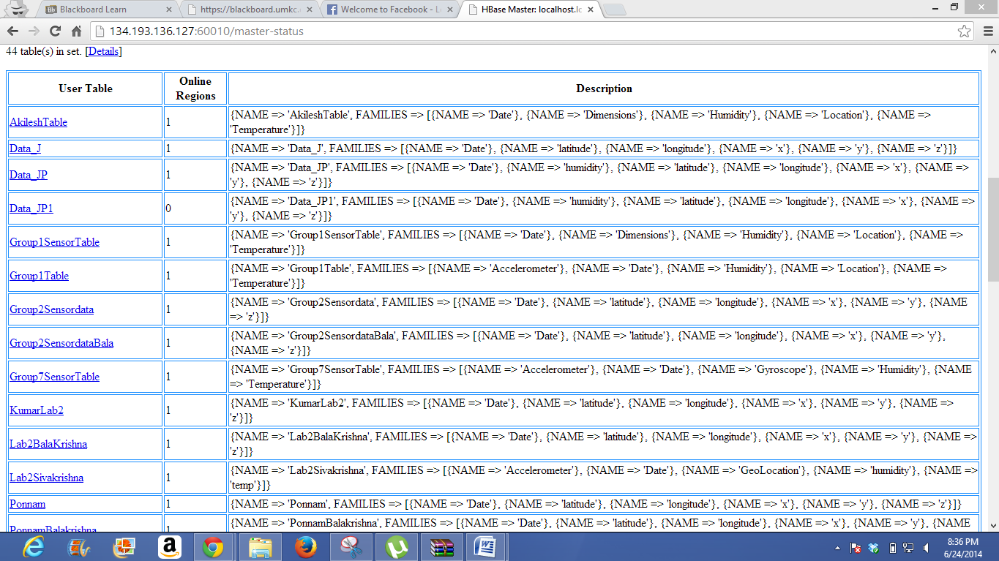 Blackboard Learn
https://blackboard.umkc.
Welcome to Facebook - L
HBase Master: localhost.lo
134.193.136.127:60010/master-status
44 table(s) in set. [Details]
User Table Online Regions Description
AkileshTable 1 {NAME => 'AkileshTable', FAMILIES => [{NAME => 'Date'}, {NAME => 'Dimensions'}, {NAME => 'Humidity'}, {NAME => 'Location'}, {NAME =>
'Temperature'}]}
Data_J 1 {NAME => 'Data_J', FAMILIES => [{NAME => 'Date'}, {NAME => 'latitude'}, {NAME => 'longitude'}, {NAME => 'x'}, {NAME => 'y'}, {NAME => 'z'}]}
Data_JP 1 {NAME => 'Data_JP', FAMILIES => [{NAME => 'Date'}, {NAME => 'humidity'}, {NAME => 'latitude'}, {NAME => 'longitude'}, {NAME => 'x'}, {NAME =>
'y'}, {NAME => 'z'}]}
Data_JP1 0 {NAME => 'Data_JP1', FAMILIES => [{NAME => 'Date'}, {NAME => 'humidity'}, {NAME => 'latitude'}, {NAME => 'longitude'}, {NAME => 'x'}, {NAME =>
'y'}, {NAME => 'z'}]}
Group1SensorTable 1 {NAME => 'Group1SensorTable', FAMILIES => [{NAME => 'Date'}, {NAME => 'Dimensions'}, {NAME => 'Humidity'}, {NAME => 'Location'}, {NAME =>
'Temperature'}]}
Group1Table 1 {NAME => 'Group1Table', FAMILIES => [{NAME => 'Accelerometer'}, {NAME => 'Date'}, {NAME => 'Humidity'}, {NAME => 'Location'}, {NAME =>
'Temperature'}]}
Group2Sensordata 1 {NAME => 'Group2Sensordata', FAMILIES => [{NAME => 'Date'}, {NAME => 'latitude'}, {NAME => 'longitude'}, {NAME => 'x'}, {NAME => 'y'}, {NAME
=> 'z'}]}
Group2SensordataBala 1 {NAME => 'Group2SensordataBala', FAMILIES => [{NAME => 'Date'}, {NAME => 'latitude'}, {NAME => 'longitude'}, {NAME => 'x'}, {NAME => 'y'},
{NAME => 'z'}]}
Group7SensorTable 1 {NAME => 'Group7SensorTable', FAMILIES => [{NAME => 'Accelerometer'}, {NAME => 'Date'}, {NAME => 'Gyroscope'}, {NAME => 'Humidity'}, {NAME
=> 'Temperature'}]}
KumarLab2 1 {NAME => 'KumarLab2', FAMILIES => [{NAME => 'Date'}, {NAME => 'latitude'}, {NAME => 'longitude'}, {NAME => 'x'}, {NAME => 'y'}, {NAME =>
'z'}]}
Lab2BalaKrishna 1 {NAME => 'Lab2BalaKrishna', FAMILIES => [{NAME => 'Date'}, {NAME => 'latitude'}, {NAME => 'longitude'}, {NAME => 'x'}, {NAME => 'y'}, {NAME =>
'z'}]}
Lab2Sivakrishna 1 {NAME => 'Lab2Sivakrishna', FAMILIES => [{NAME => 'Accelerometer'}, {NAME => 'Date'}, {NAME => 'GeoLocation'}, {NAME => 'humidity'}, {NAME =>
'temp'}]}
Ponnam 1 {NAME => 'Ponnam', FAMILIES => [{NAME => 'Date'}, {NAME => 'latitude'}, {NAME => 'longitude'}, {NAME => 'x'}, {NAME => 'y'}, {NAME => 'z'}]}
PonnamBalakrishna 1 {NAME => 'PonnamBalakrishna', FAMILIES => [{NAME => 'Date'}, {NAME => 'latitude'}, {NAME => 'longitude'}, {NAME => 'x'}, {NAME => 'y'}, {NAME
8:36 PM
6/24/2014